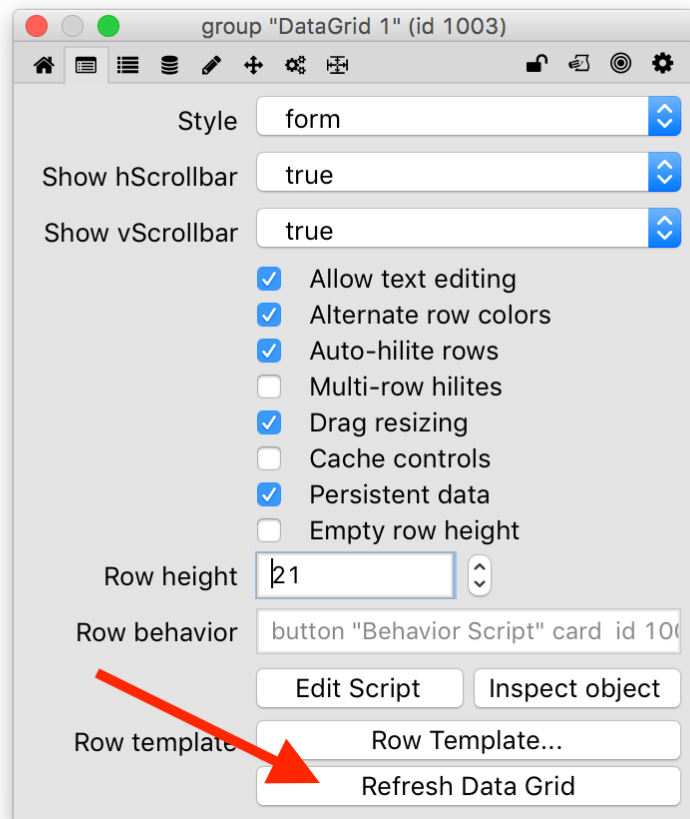 group "DataGrid 1" (id 1003)
Style form
Show hScrollbar true
Show vScrollbar true
Allow text editing
Alternate row colors
Auto-hilite rows
Multi-row hilites
Drag resizing
Cache controls
Persistent data
Empty row height
Row height 21
Row behavior button "Behavior Script" card id 100
Edit Script Inspect object
Row template Row Template...
Refresh Data Grid